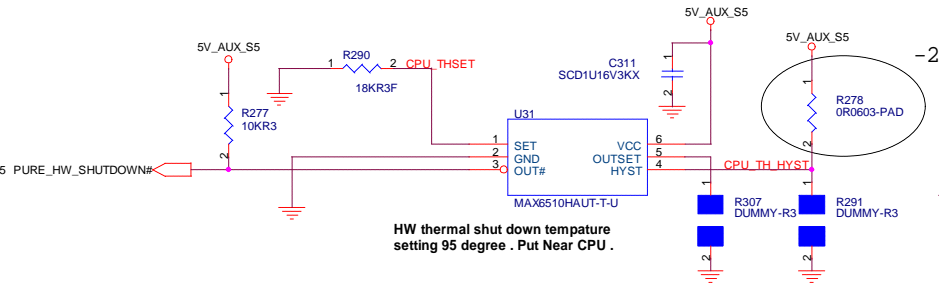 5V_AUX_S5
5V_AUX_S5
5V_AUX_S5
-2
R290
1
2
CPU_THSET
18KR3F
C311
SCD1U16V3KX
1
2
R277
10KR3
1
2
R278
0R0603-PAD
1
2
U31
1
SET
VCC
6
2
GND
OUTSET
5
3
OUT#
HYST
4
CPU_TH_HYST
5 PURE_HW_SHUTDOWN#
MAX6510HAUT-T-U
1
R307
DUMMY-R3
2
1
R291
DUMMY-R3
2
HW thermal shut down tempature
setting 95 degree . Put Near CPU .